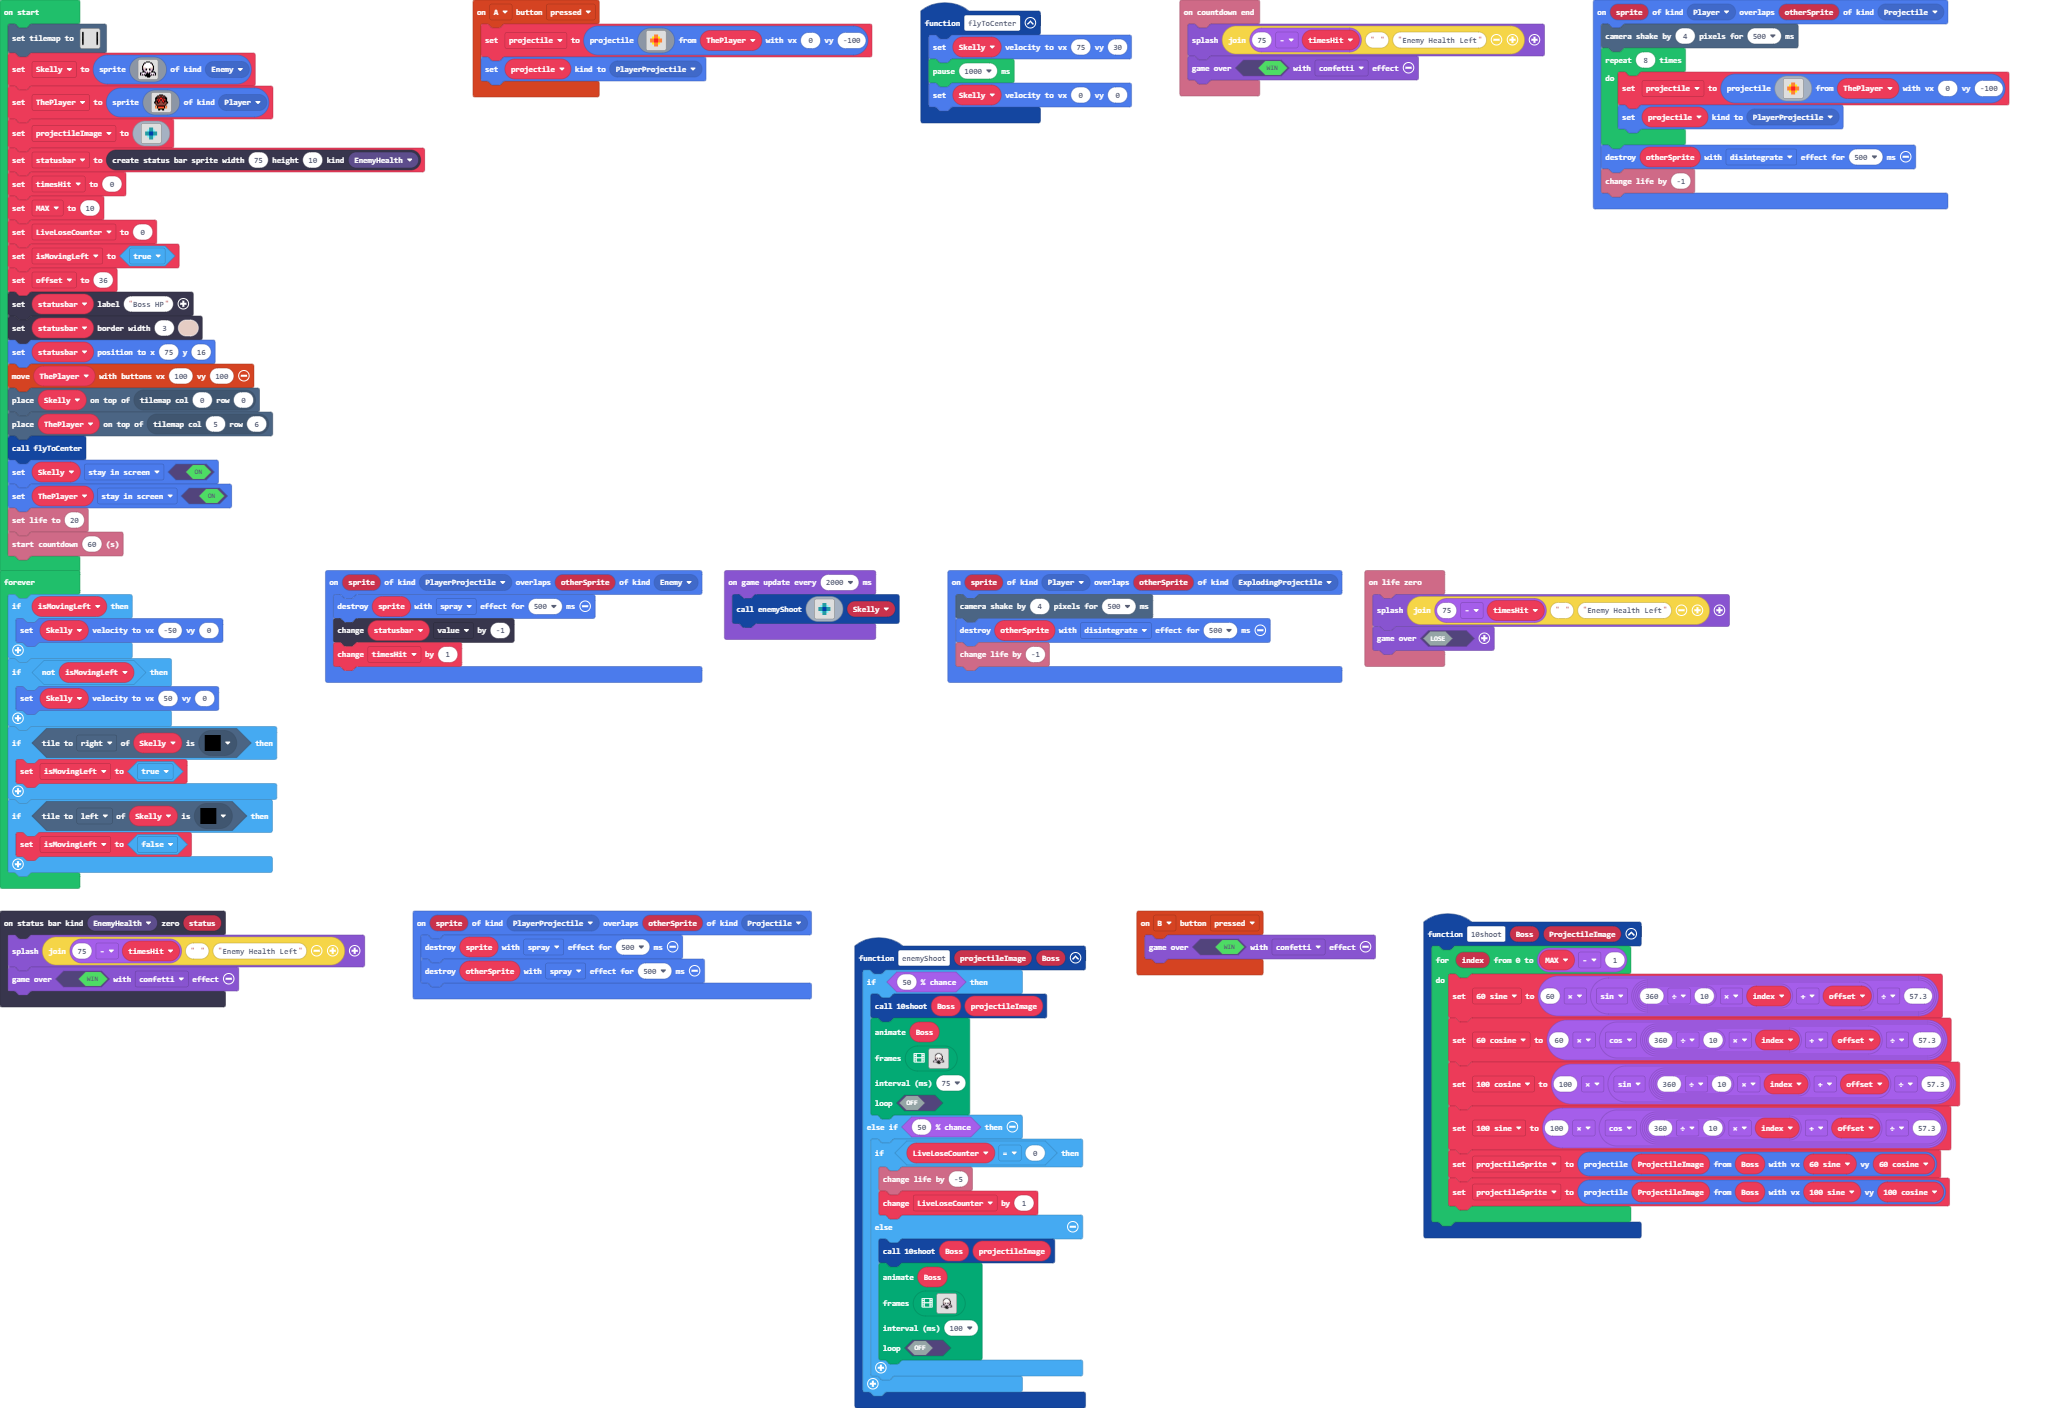 on start
set tilemap to
set Skelly to sprite of kind Enemy
set ThePlayer to sprite of kind Player
set projectileImage to
set statusbar to create status bar sprite width 75 height 10 kind EnemyHealth
set timesHit to 0
set MAX to 10
set LiveLoseCounter to 0
set isMovingLeft to true
set offset to 36
set statusbar label "Boss HP"
set statusbar border width 3
set statusbar position to x 75 y 16
move ThePlayer with buttons vx 100 vy 100
place Skelly on top of tilemap col 0 row 0
place ThePlayer on top of tilemap col 5 row 6
call flyToCenter
set Skelly stay in screen ON
set ThePlayer stay in screen ON
set life to 20
start countdown 60 (s)
on A button pressed
set projectile to projectile from ThePlayer with vx 0 vy -100
set projectile kind to PlayerProjectile
function flyToCenter
set Skelly velocity to vx 75 vy 30
pause 1000 ms
set Skelly velocity to vx 0 vy 0
on countdown end
splash join 75 - timesHit " " "Enemy Health Left"
game over WIN with confetti effect
on sprite of kind Player overlaps otherSprite of kind Projectile
camera shake by 4 pixels for 500 ms
repeat 8 times
do
set projectile to projectile from ThePlayer with vx 0 vy -100
set projectile kind to PlayerProjectile
destroy otherSprite with disintegrate effect for 500 ms
change life by -1
forever
if isMovingLeft then
set Skelly velocity to vx -50 vy 0
if not isMovingLeft then
set Skelly velocity to vx 50 vy 0
if tile to right of Skelly is then
set isMovingLeft to true
if tile to left of Skelly is then
set isMovingLeft to false
on sprite of kind PlayerProjectile overlaps otherSprite of kind Enemy
destroy sprite with spray effect for 500 ms
change statusbar value by -1
change timesHit by 1
on game update every 2000 ms
call enemyShoot Skelly
on sprite of kind Player overlaps otherSprite of kind ExplodingProjectile
camera shake by 4 pixels for 500 ms
destroy otherSprite with disintegrate effect for 500 ms
change life by -1
on life zero
splash join 75 - timesHit " " "Enemy Health Left"
game over LOSE
on status bar kind EnemyHealth zero status
splash join 75 - timesHit " " "Enemy Health Left"
game over WIN with confetti effect
on sprite of kind PlayerProjectile overlaps otherSprite of kind Projectile
destroy sprite with spray effect for 500 ms
destroy otherSprite with spray effect for 500 ms
function enemyShoot projectileImage Boss
if 50 % chance then
call 10shoot Boss projectileImage
animate Boss
frames
interval (ms) 75
loop OFF
else if 50 % chance then
if LiveLoseCounter = 0 then
change life by -5
change LiveLoseCounter by 1
else
call 10shoot Boss projectileImage
animate Boss
frames
interval (ms) 100
loop OFF
on B button pressed
game over WIN with confetti effect
function 10shoot Boss ProjectileImage
for index from 0 to MAX - 1
do
set 60 sine to 60 × sin 360 ÷ 10 × index ÷ offset ÷ 57.3
set 60 cosine to 60 × cos 360 ÷ 10 × index ÷ offset ÷ 57.3
set 100 cosine to 100 × sin 360 ÷ 10 × index ÷ offset ÷ 57.3
set 100 sine to 100 × cos 360 ÷ 10 × index ÷ offset ÷ 57.3
set projectileSprite to projectile ProjectileImage from Boss with vx 60 sine vy 60 cosine
set projectileSprite to projectile ProjectileImage from Boss with vx 100 sine vy 100 cosine